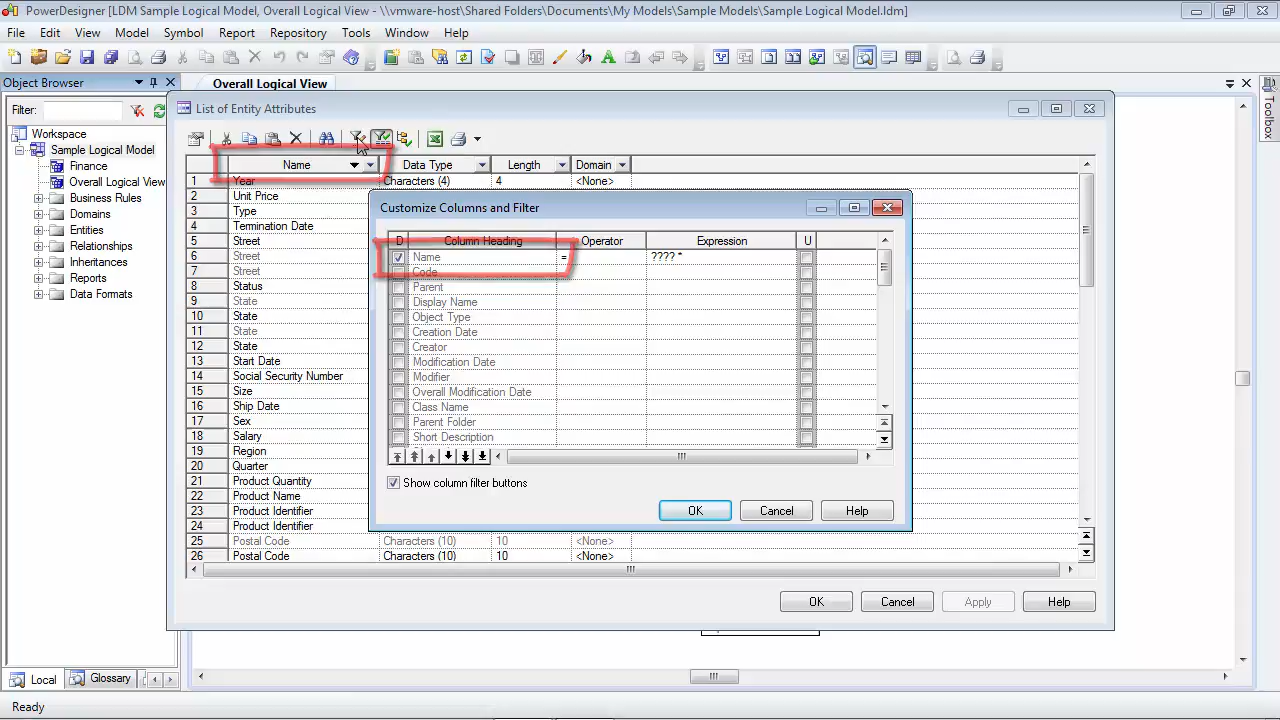 PowerDesigner [LDM Sample Logical Model, Overall Logical View - \\vmware-host\Shared Folders\Documents\My Models\Sample Models\Sample Logical Model.ldm]
File Edit View Model Symbol Report Repository Tools Window Help
Object Browser
Overall Logical View
Filter:
Workspace
Sample Logical Model
Finance
Overall Logical View
Business Rules
Domains
Entities
Relationships
Inheritances
Reports
Data Formats
Local Glossary
Toolbox
List of Entity Attributes
Name Data Type Length Domain
1 Year Characters (4) 4 <None>
2 Unit Price
3 Type
4 Termination Date
5 Street
6 Street
7 Street
8 Status
9 State
10 State
11 State
12 State
13 Start Date
14 Social Security Number
15 Size
16 Ship Date
17 Sex
18 Salary
19 Region
20 Quarter
21 Product Quantity
22 Product Name
23 Product Identifier
24 Product Identifier
25 Postal Code Characters (10) 10 <None>
26 Postal Code Characters (10) 10 <None>
OK Cancel Apply Help
Customize Columns and Filter
D Column Heading Operator Expression U
Name = ???? *
Code
Parent
Display Name
Object Type
Creation Date
Creator
Modification Date
Modifier
Overall Modification Date
Class Name
Parent Folder
Short Description
Show column filter buttons
OK Cancel Help
Ready